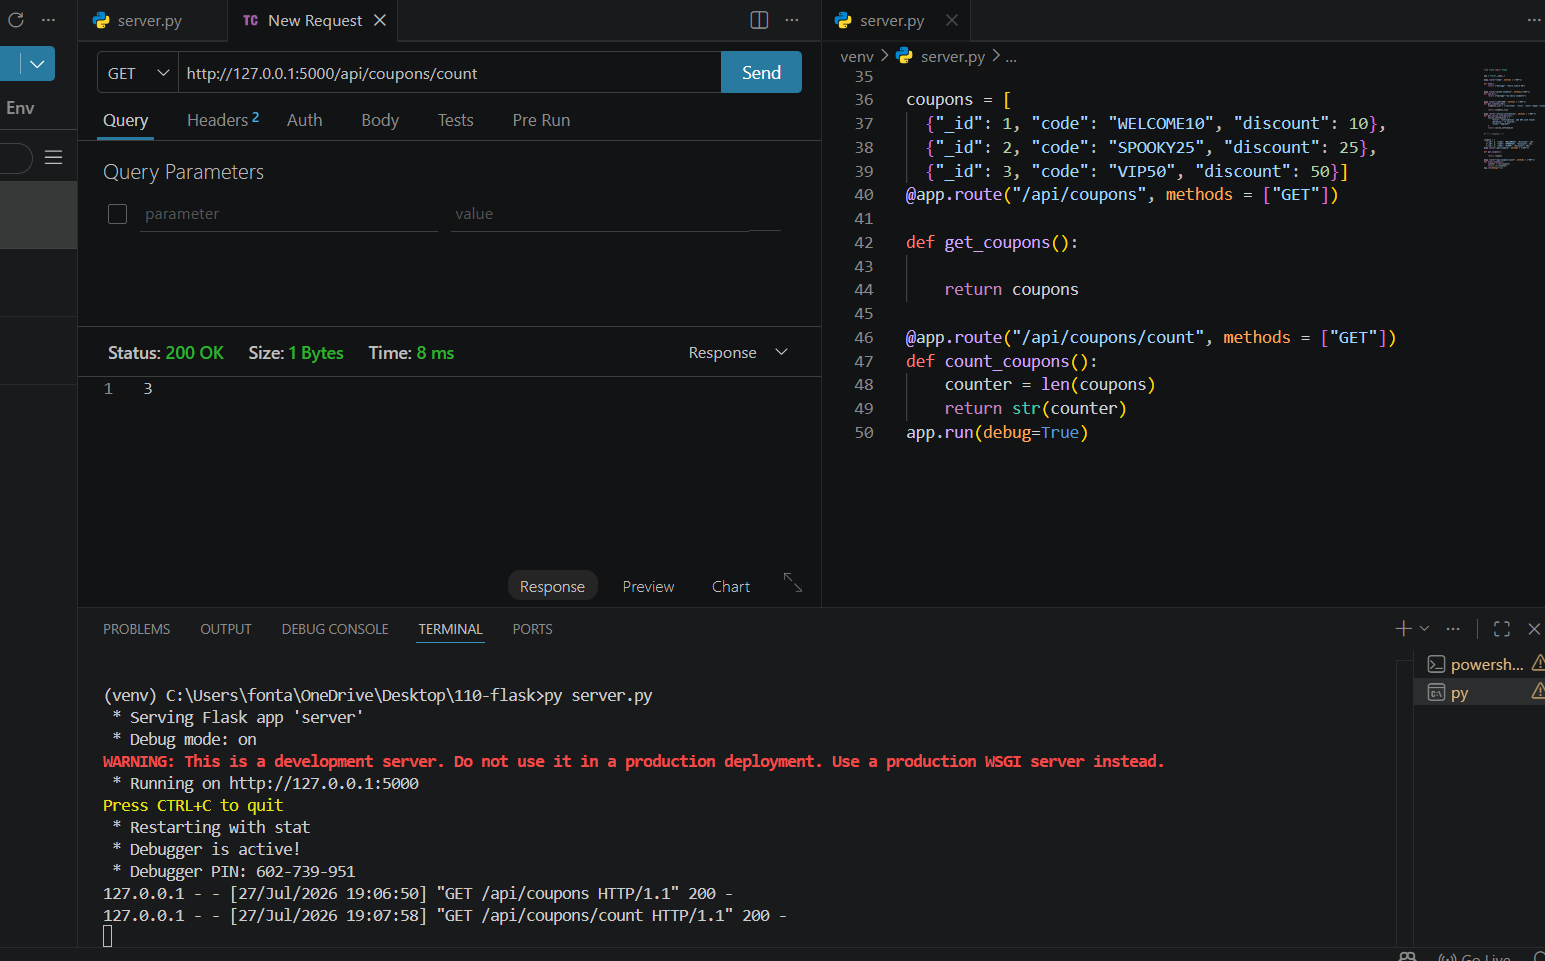 server.py
TC New Request
server.py
Env
GET
http://127.0.0.1:5000/api/coupons/count
Send
Query
Headers 2
Auth
Body
Tests
Pre Run
Query Parameters
parameter
value
Status: 200 OK
Size: 1 Bytes
Time: 8 ms
Response
1 3
Response
Preview
Chart
venv > server.py > ...
35
36 coupons = [
37 {"_id": 1, "code": "WELCOME10", "discount": 10},
38 {"_id": 2, "code": "SPOOKY25", "discount": 25},
39 {"_id": 3, "code": "VIP50", "discount": 50}]
40 @app.route("/api/coupons", methods = ["GET"])
41
42 def get_coupons():
43
44 return coupons
45
46 @app.route("/api/coupons/count", methods = ["GET"])
47 def count_coupons():
48 counter = len(coupons)
49 return str(counter)
50 app.run(debug=True)
PROBLEMS
OUTPUT
DEBUG CONSOLE
TERMINAL
PORTS
(venv) C:\Users\fonta\OneDrive\Desktop\110-flask>py server.py
* Serving Flask app 'server'
* Debug mode: on
WARNING: This is a development server. Do not use it in a production deployment. Use a production WSGI server instead.
* Running on http://127.0.0.1:5000
Press CTRL+C to quit
* Restarting with stat
* Debugger is active!
* Debugger PIN: 602-739-951
127.0.0.1 - - [27/Jul/2026 19:06:50] "GET /api/coupons HTTP/1.1" 200 -
127.0.0.1 - - [27/Jul/2026 19:07:58] "GET /api/coupons/count HTTP/1.1" 200 -
powersh...
py
Go Live